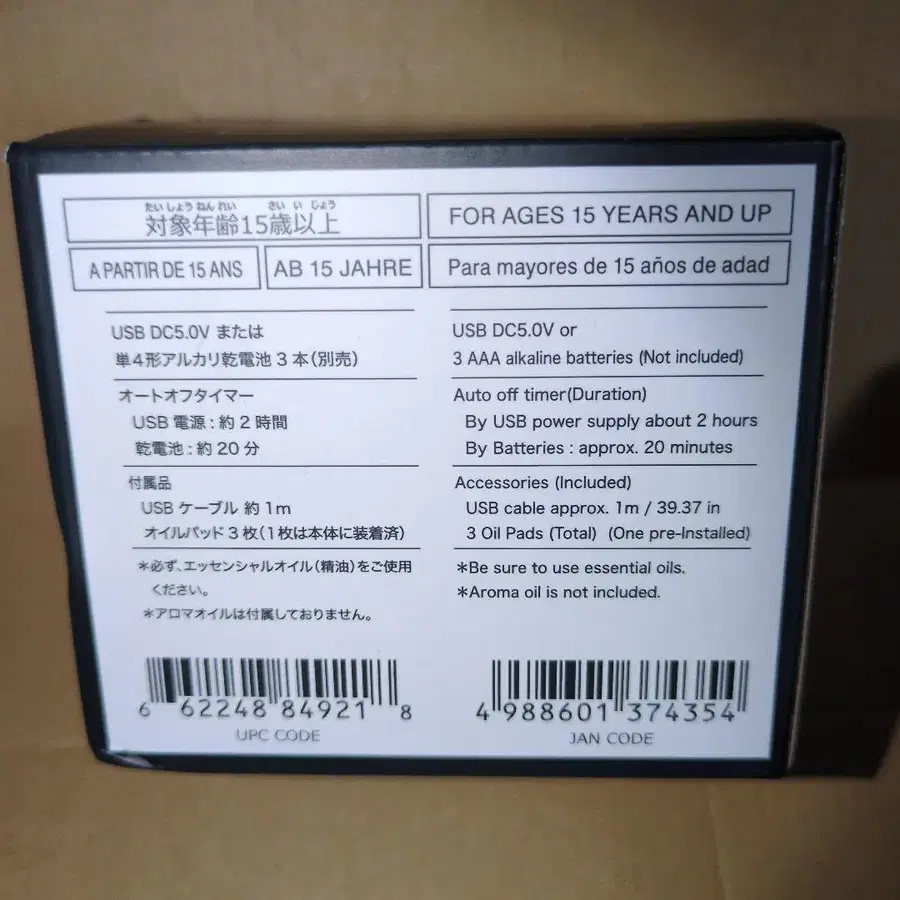 たいしょうねんれい さいいじょう
対象年齢15歳以上
FOR AGES 15 YEARS AND UP
A PARTIR DE 15 ANS
AB 15 JAHRE
Para mayores de 15 años de adad
USB DC5.0V または
単4形アルカリ乾電池 3 本(別売)
オートオフタイマー
USB 電源 : 約 2 時間
乾電池 : 約 20 分
付属品
USB ケーブル 約 1m
オイルパッド 3 枚(1枚は本体に装着済)
*必ず、エッセンシャルオイル(精油)をご使用
ください。
*アロマオイルは付属しておりません。
USB DC5.0V or
3 AAA alkaline batteries (Not included)
Auto off timer(Duration)
By USB power supply about 2 hours
By Batteries : approx. 20 minutes
Accessories (Included)
USB cable approx. 1m / 39.37 in
3 Oil Pads (Total) (One pre-Installed)
*Be sure to use essential oils.
*Aroma oil is not included.
6 62248 84921 8
UPC CODE
4 988601 374354
JAN CODE